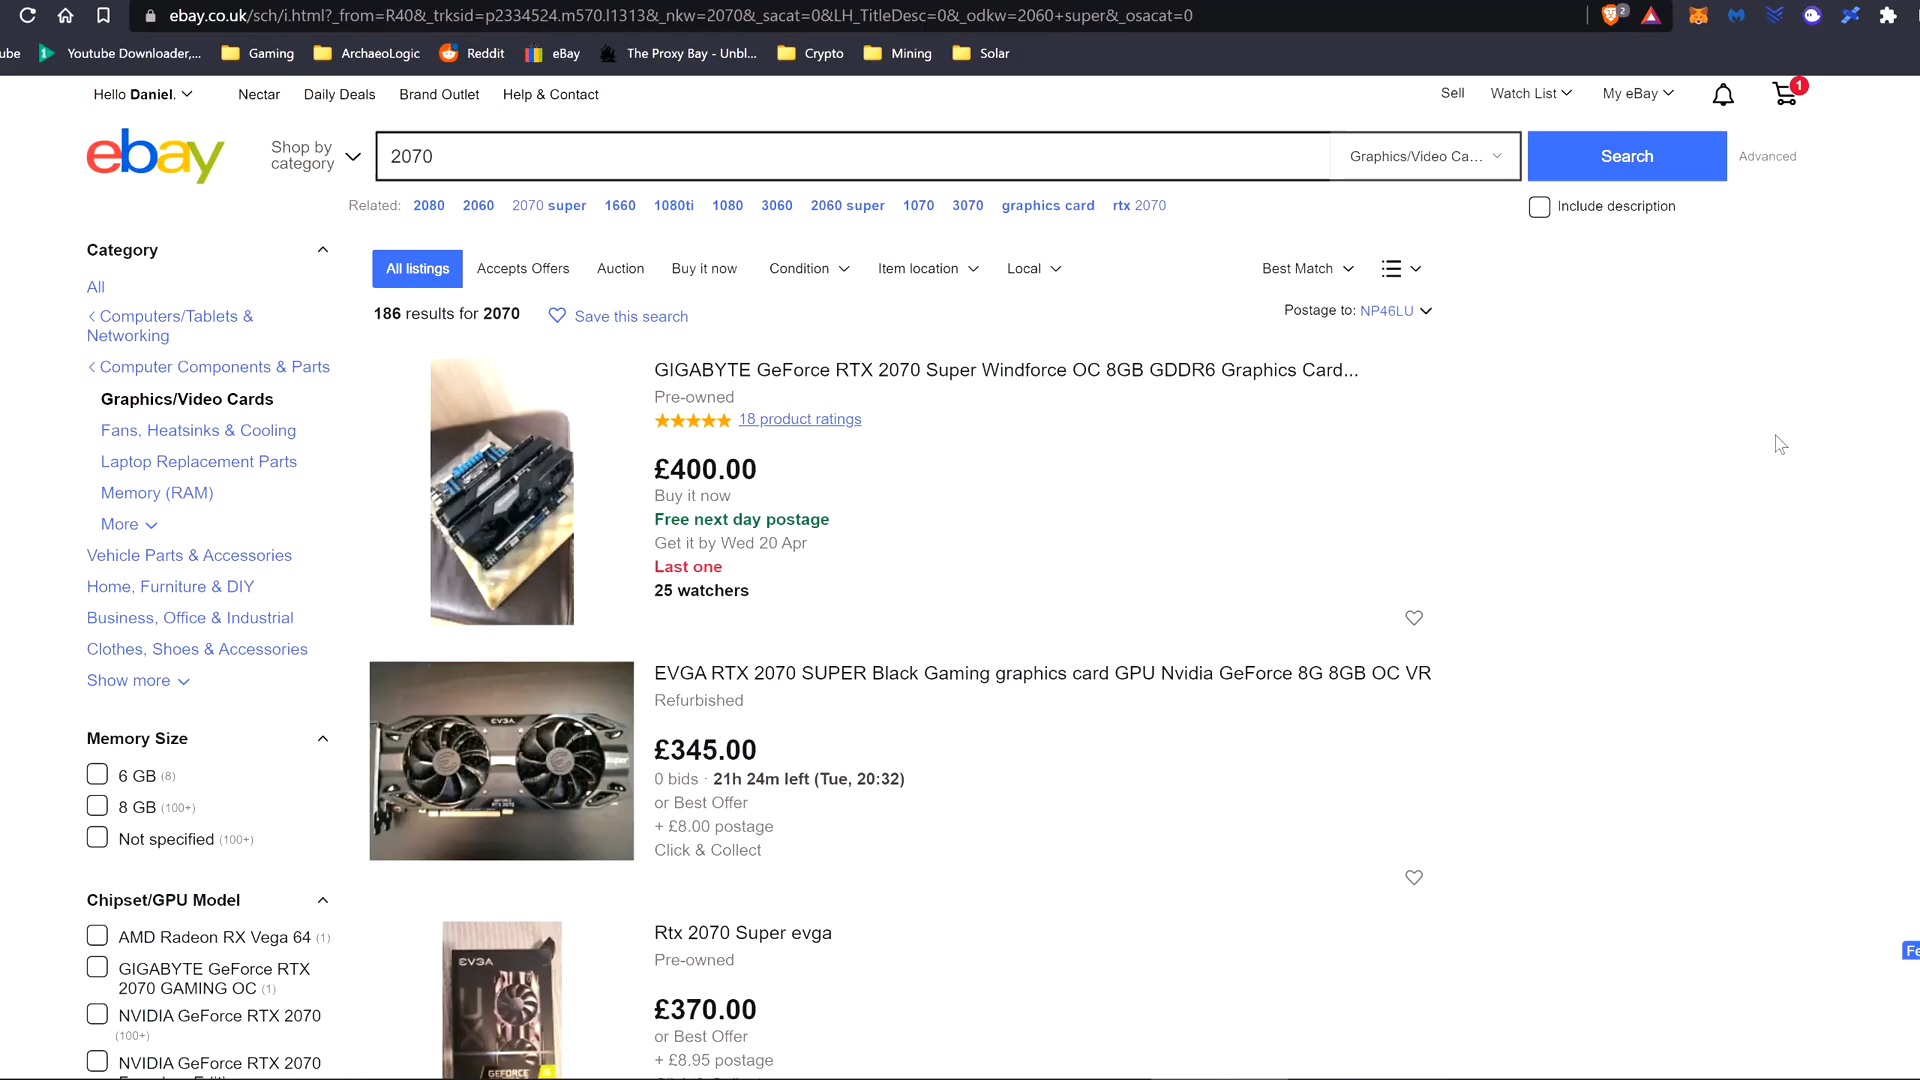 ebay.co.uk/sch/i.html?_from=R40&_trksid=p2334524.m570.l1313&_nkw=2070&_sacat=0&LH_TitleDesc=0&_odkw=2060+super&_osacat=0
2
ube
Youtube Downloader,...
Gaming
ArchaeoLogic
Reddit
eBay
The Proxy Bay - Unbl...
Crypto
Mining
Solar
Hello Daniel.
Nectar
Daily Deals
Brand Outlet
Help & Contact
Sell
Watch List
My eBay
1
ebay
Shop by
category
2070
Graphics/Video Ca...
Search
Advanced
Related: 2080 2060 2070 super 1660 1080ti 1080 3060 2060 super 1070 3070 graphics card rtx 2070
Include description
Category
All
Computers/Tablets &
Networking
Computer Components & Parts
Graphics/Video Cards
Fans, Heatsinks & Cooling
Laptop Replacement Parts
Memory (RAM)
More
Vehicle Parts & Accessories
Home, Furniture & DIY
Business, Office & Industrial
Clothes, Shoes & Accessories
Show more
Memory Size
6 GB (8)
8 GB (100+)
Not specified (100+)
Chipset/GPU Model
AMD Radeon RX Vega 64 (1)
GIGABYTE GeForce RTX
2070 GAMING OC (1)
NVIDIA GeForce RTX 2070
(100+)
NVIDIA GeForce RTX 2070
All listings
Accepts Offers
Auction
Buy it now
Condition
Item location
Local
Best Match
186 results for 2070
Save this search
Postage to: NP46LU
GIGABYTE GeForce RTX 2070 Super Windforce OC 8GB GDDR6 Graphics Card...
Pre-owned
18 product ratings
£400.00
Buy it now
Free next day postage
Get it by Wed 20 Apr
Last one
25 watchers
EVGA RTX 2070 SUPER Black Gaming graphics card GPU Nvidia GeForce 8G 8GB OC VR
Refurbished
£345.00
0 bids · 21h 24m left (Tue, 20:32)
or Best Offer
+ £8.00 postage
Click & Collect
EVGA
Rtx 2070 Super evga
Pre-owned
£370.00
or Best Offer
+ £8.95 postage
EVGA
GEFORCE
Fe